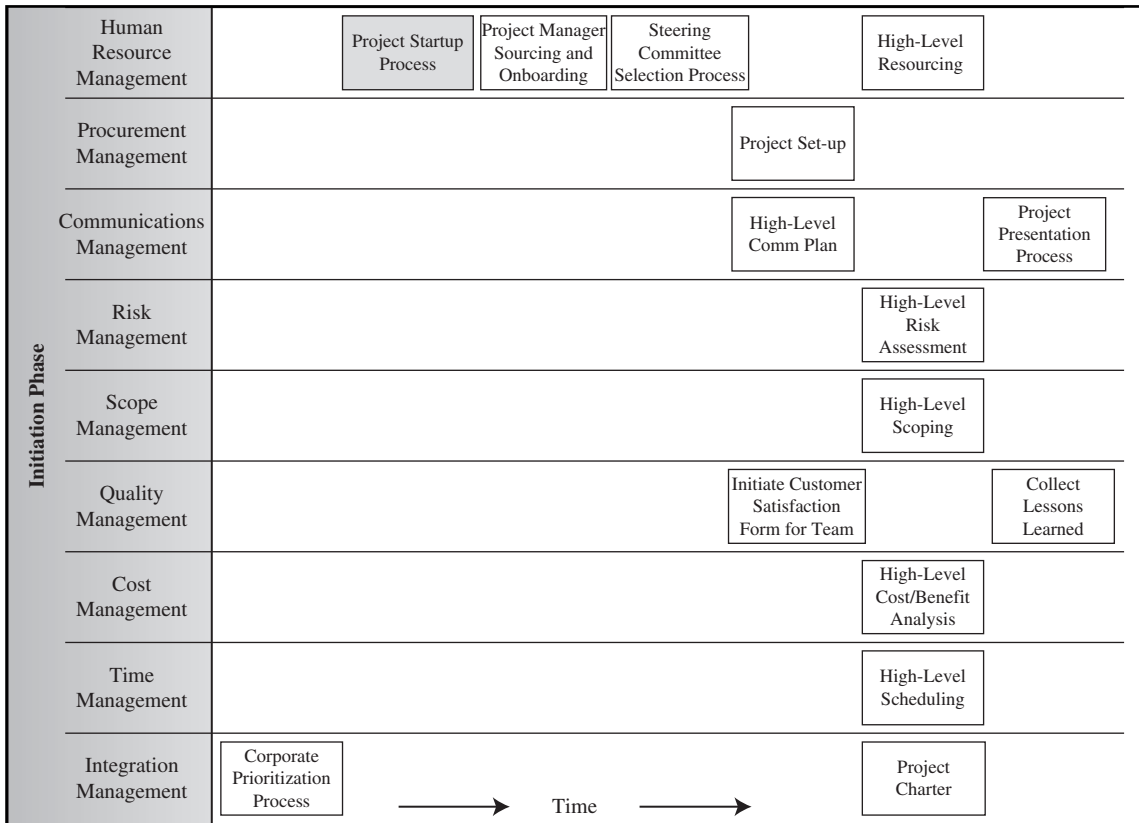 Initiation Phase
Human
Resource
Management
Project Startup
Process
Project Manager
Sourcing and
Onboarding
Steering
Committee
Selection Process
High-Level
Resourcing
Procurement
Management
Project Set-up
Communications
Management
High-Level
Comm Plan
Project
Presentation
Process
Risk
Management
High-Level
Risk
Assessment
Scope
Management
High-Level
Scoping
Quality
Management
Initiate Customer
Satisfaction
Form for Team
Collect
Lessons
Learned
Cost
Management
High-Level
Cost/Benefit
Analysis
Time
Management
High-Level
Scheduling
Integration
Management
Corporate
Prioritization
Process
Time
Project
Charter